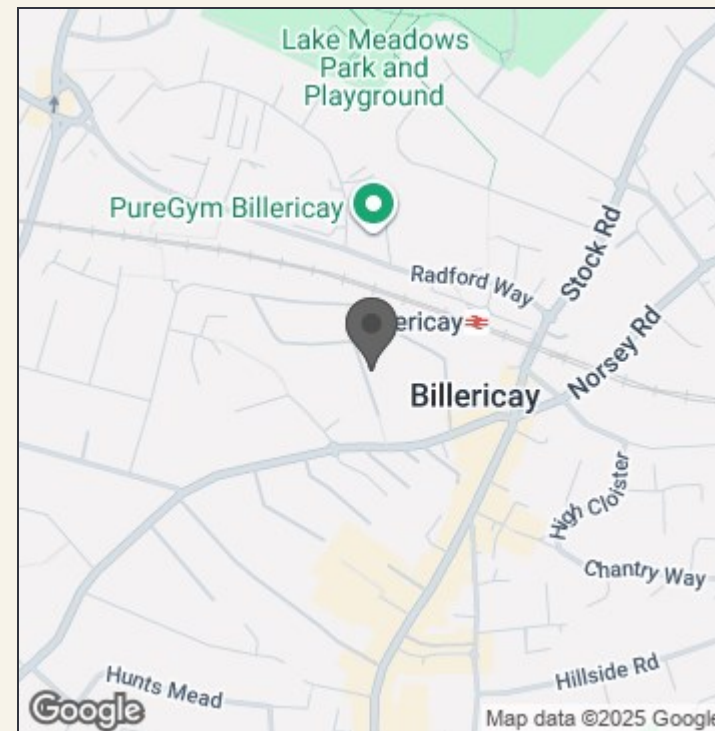 Lake Meadows
Park and
Playground
PureGym Billericay
Radford Way
Stock Rd
Norsey Rd
ericay
Billericay
High Cloister
Chantry Way
Hillside Rd
Hunts Mead
Google
Map data ©2025 Google